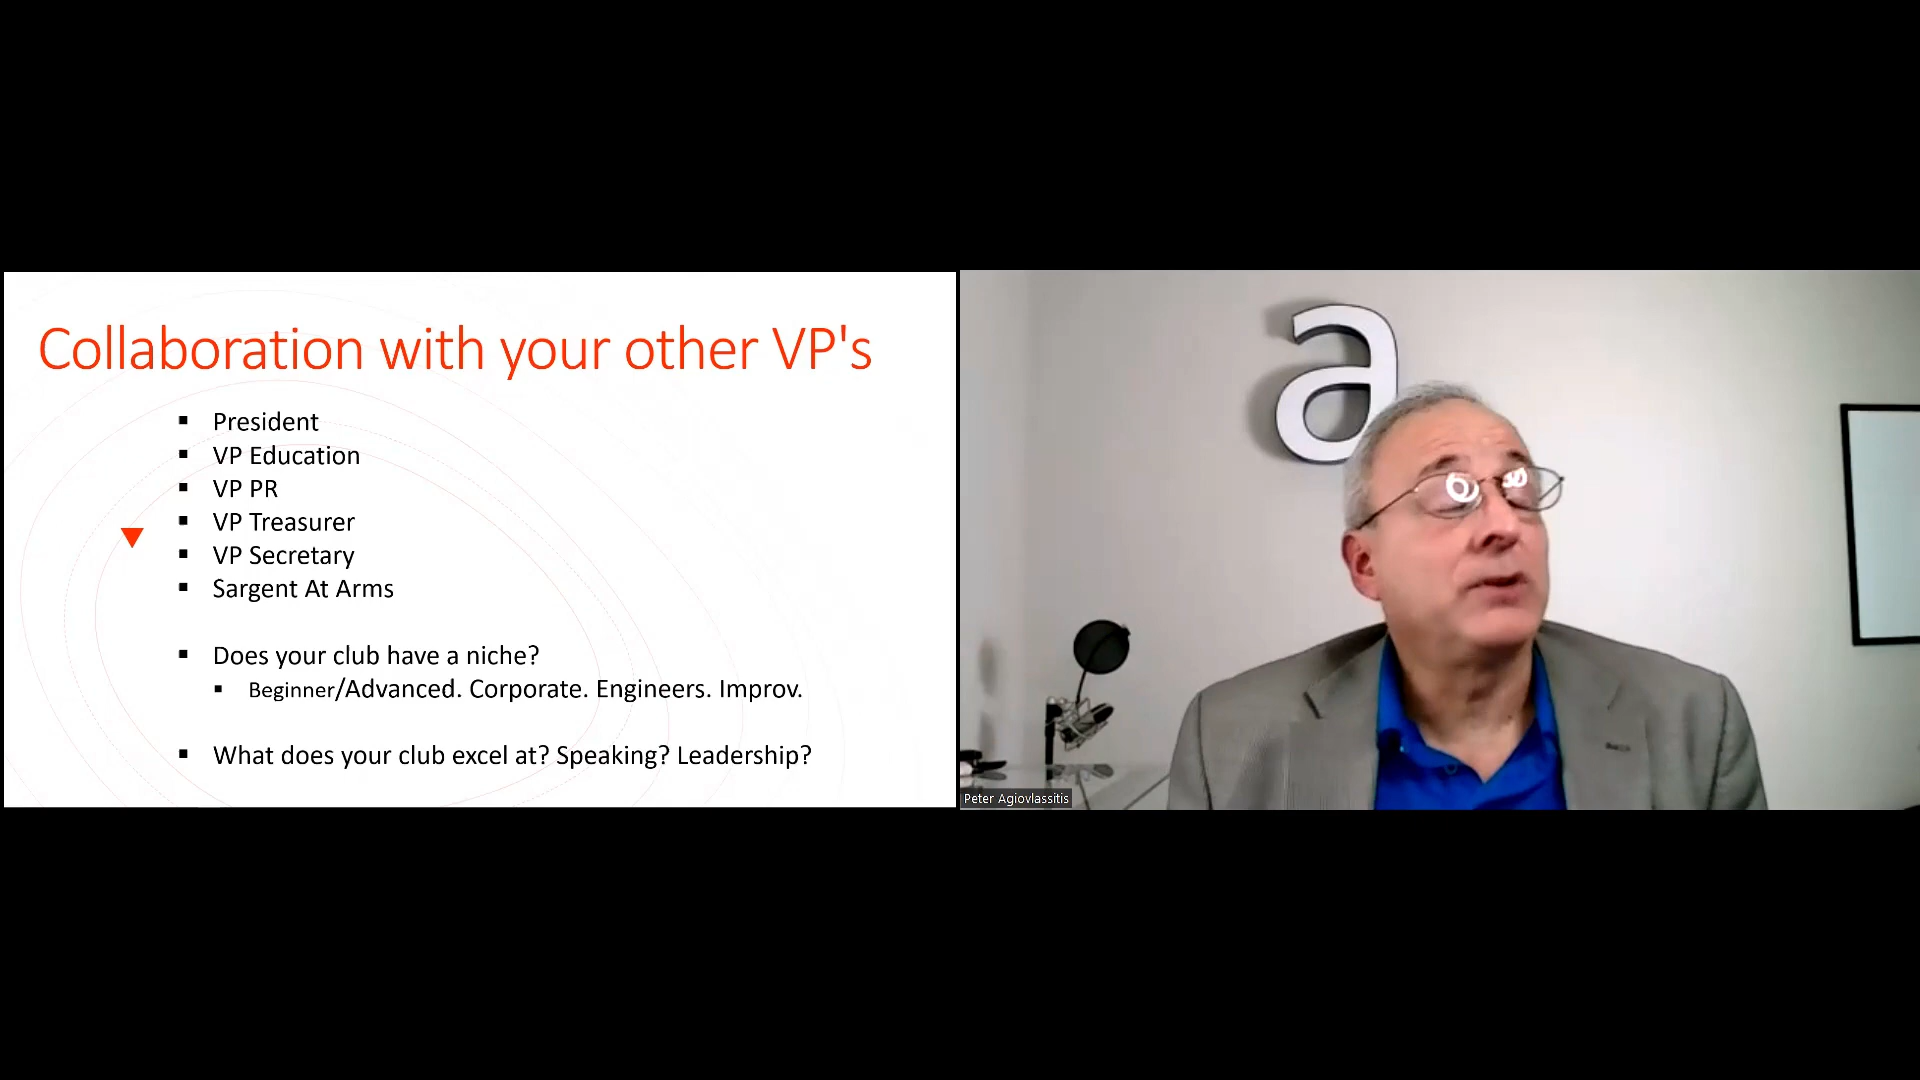 Collaboration with your other VP's
▪ President
▪ VP Education
▪ VP PR
▪ VP Treasurer
▪ VP Secretary
▪ Sargent At Arms
▪ Does your club have a niche?
▪ Beginner/Advanced. Corporate. Engineers. Improv.
▪ What does your club excel at? Speaking? Leadership?
a
Peter Agiovlassitis